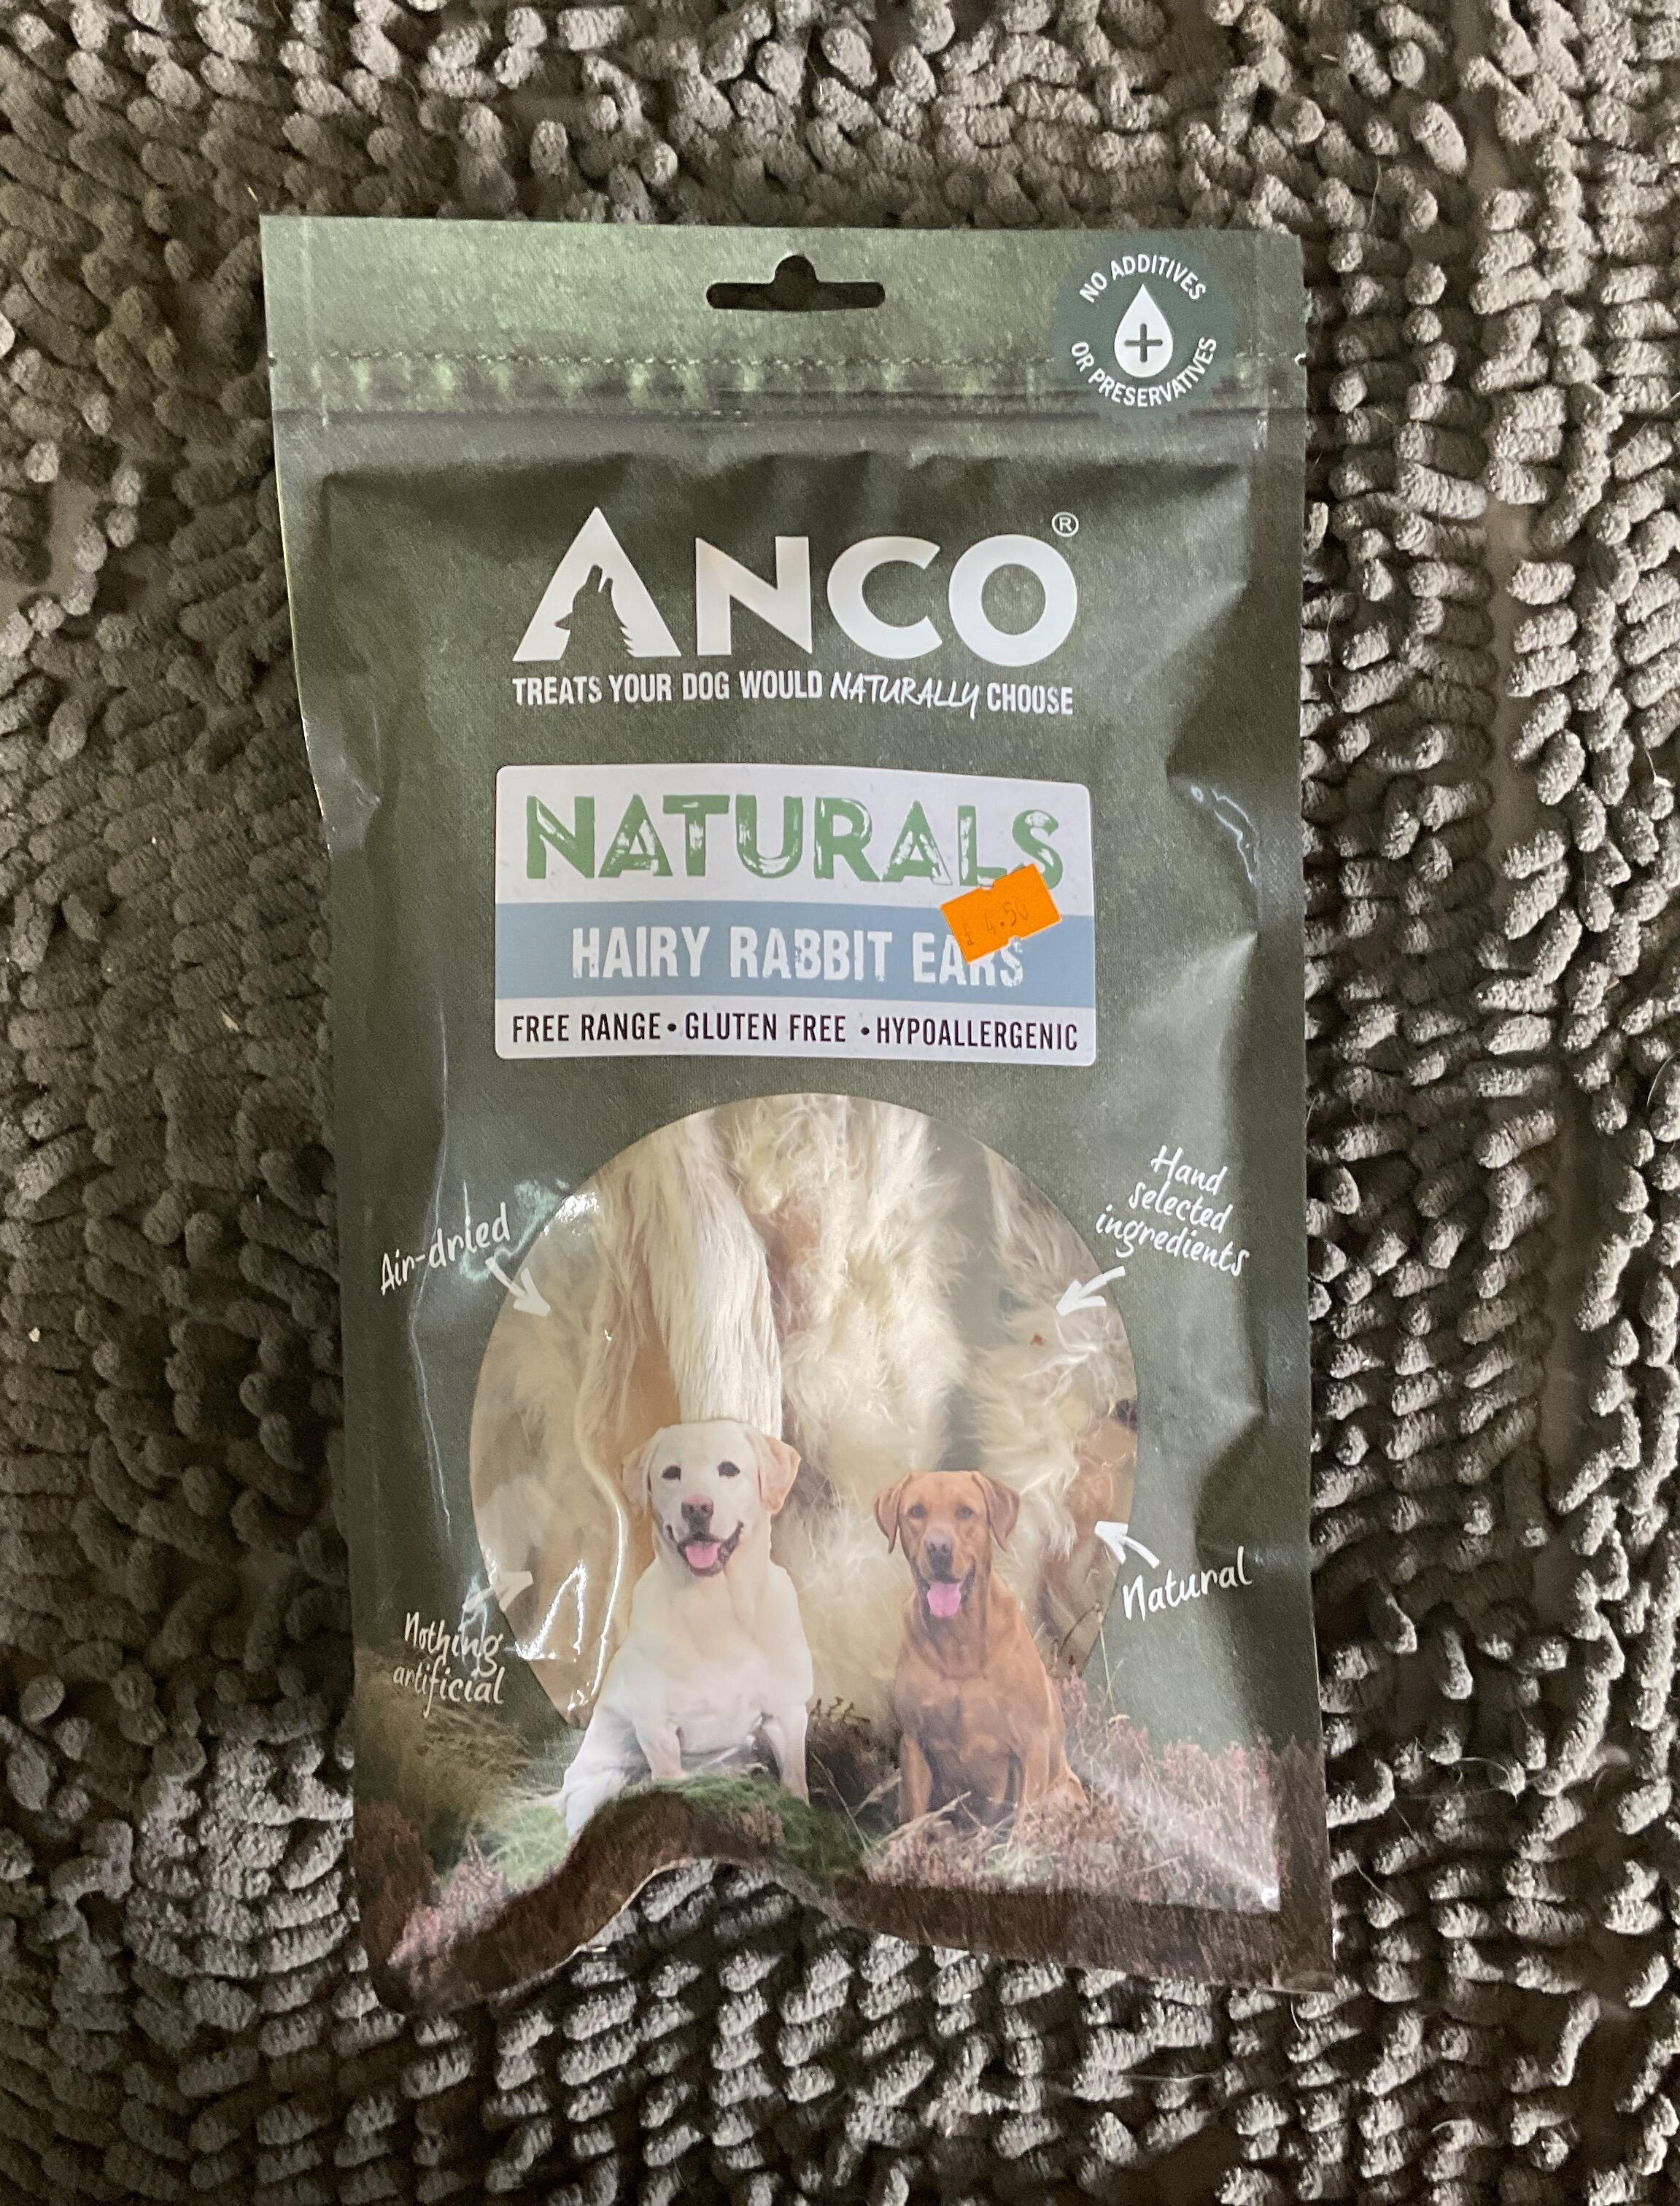 NO ADDITIVES
OR PRESERVATIVES
ANCO®
TREATS YOUR DOG WOULD NATURALLY CHOOSE
NATURALS
£4.50
HAIRY RABBIT EARS
FREE RANGE • GLUTEN FREE • HYPOALLERGENIC
Air-dried
Hand
selected
ingredients
Nothing
artificial
Natural